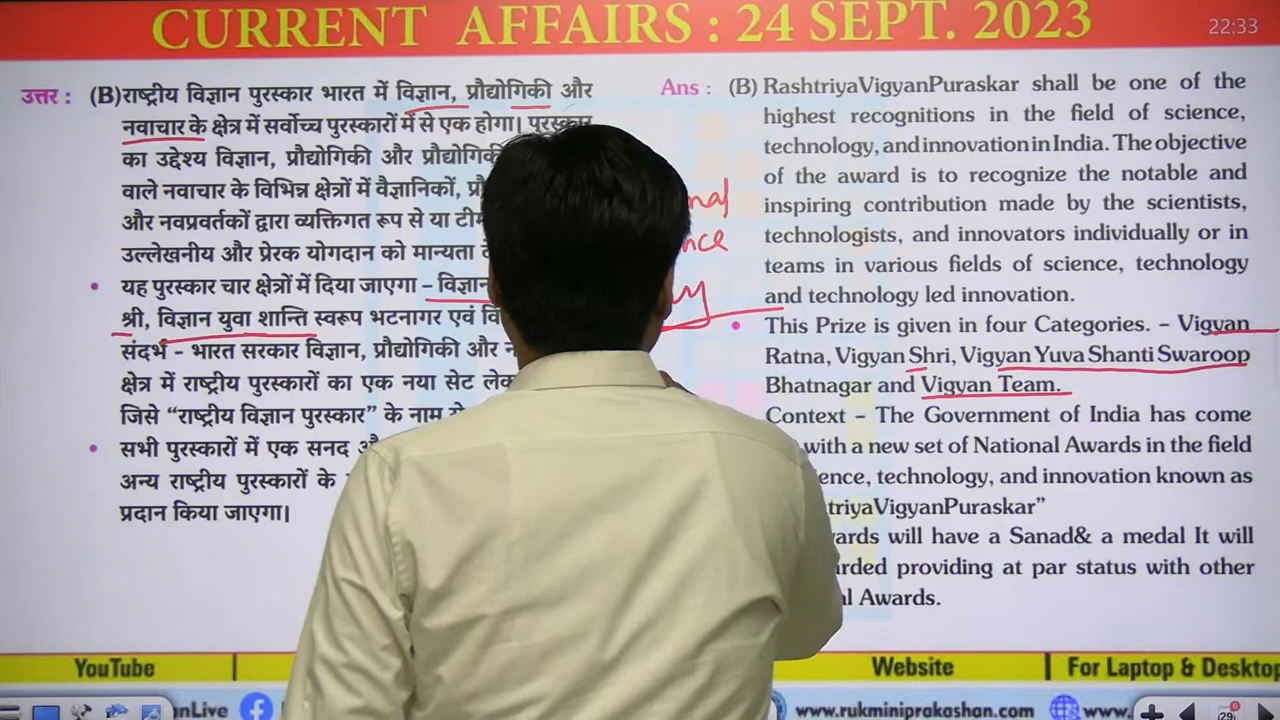 CURRENT AFFAIRS : 24 SEPT. 2023
22:33
उत्तर : (B)राष्ट्रीय विज्ञान पुरस्कार भारत में विज्ञान, प्रौद्योगिकी और
नवाचार के क्षेत्र में सर्वोच्च पुरस्कारों में से एक होगा। पुरस्कार
का उद्देश्य विज्ञान, प्रौद्योगिकी और
वाले नवाचार के विभिन्न क्षेत्रों में वैज्ञानिकों,
और नवप्रवर्तकों द्वारा व्यक्तिगत रूप से या
उल्लेखनीय और प्रेरक योगदान को मान्यता
• यह पुरस्कार चार क्षेत्रों में दिया जाएगा – विज्ञान
श्री, विज्ञान युवा शान्ति स्वरूप भटनागर एवं
संदर्भ – भारत सरकार विज्ञान, प्रौद्योगिकी और
क्षेत्र में राष्ट्रीय पुरस्कारों का एक नया सेट
जिसे “राष्ट्रीय विज्ञान पुरस्कार” के नाम
• सभी पुरस्कारों में एक सनद
अन्य राष्ट्रीय पुरस्कारों के
प्रदान किया जाएगा।
Ans : (B) RashtriyaVigyanPuraskar shall be one of the
highest recognitions in the field of science,
technology, and innovation in India. The objective
of the award is to recognize the notable and
inspiring contribution made by the scientists,
technologists, and innovators individually or in
teams in various fields of science, technology
and technology led innovation.
• This Prize is given in four Categories. – Vigyan
Ratna, Vigyan Shri, Vigyan Yuva Shanti Swaroop
Bhatnagar and Vigyan Team.
Context – The Government of India has come
with a new set of National Awards in the field
ence, technology, and innovation known as
triyaVigyanPuraskar”
ards will have a Sanad& a medal It will
rded providing at par status with other
l Awards.
YouTube
Website
For Laptop & Desktop
nLive
www.rukminiprakashan.com
www.
29